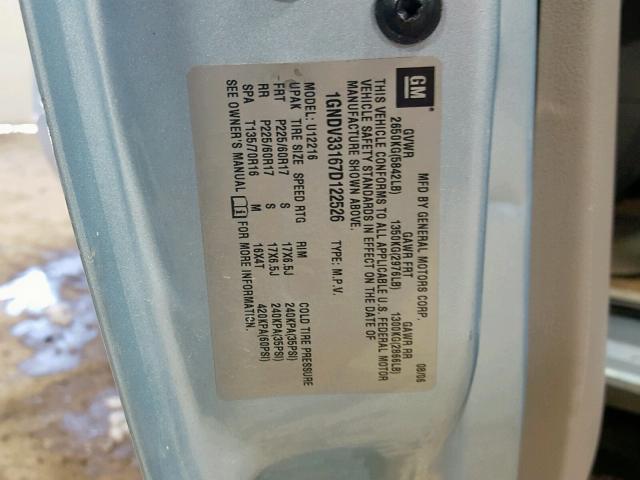 GM
MFD BY GENERAL MOTORS CORP. 08/06
GVWR GAWR FRT GAWR RR
2650KG(5842LB) 1350KG(2976LB) 1300KG(2866LB)
THIS VEHICLE CONFORMS TO ALL APPLICABLE U.S. FEDERAL MOTOR
VEHICLE SAFETY STANDARDS IN EFFECT ON THE DATE OF
MANUFACTURE SHOWN ABOVE.
1GNDV33167D122526 TYPE: M.P.V.
MODEL: U12216
UPAK TIRE SIZE SPEED RTG RIM COLD TIRE PRESSURE
FRT P225/60R17 S 17X6.5J 240KPA(35PSI)
RR P225/60R17 S 17X6.5J 240KPA(35PSI)
SPA T135/70R16 M 16X4T 420KPA(60PSI)
SEE OWNER'S MANUAL FOR MORE INFORMATION.